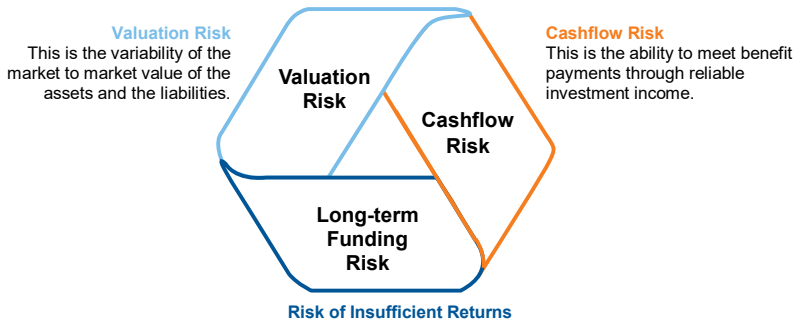 Valuation Risk
This is the variability of the
market to market value of the
assets and the liabilities.
Cashflow Risk
This is the ability to meet benefit
payments through reliable
investment income.
Valuation
Risk
Cashflow
Risk
Long-term
Funding
Risk
Risk of Insufficient Returns